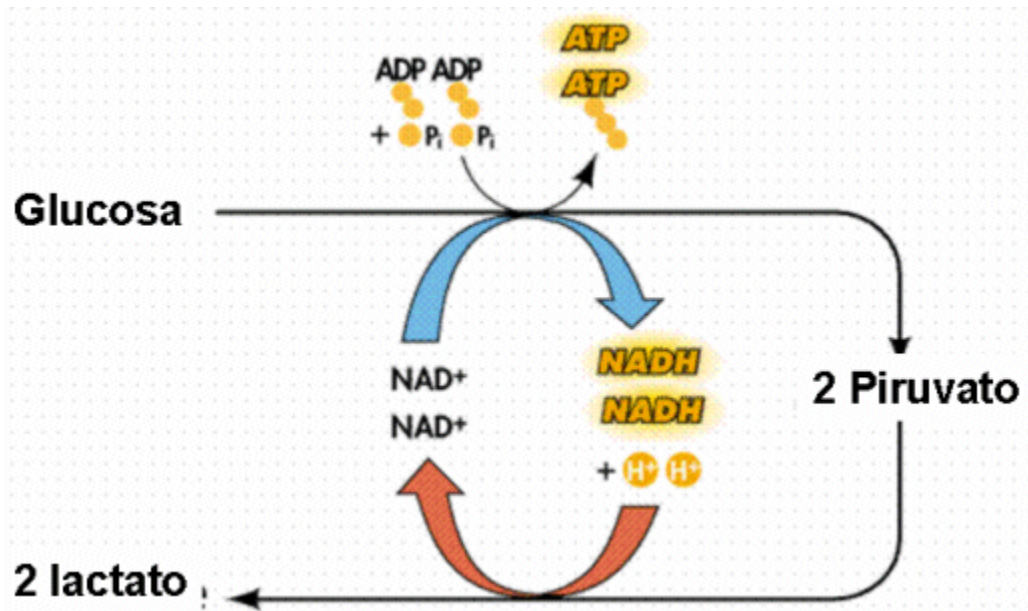 ATP
ADP ADP
ATP
+ Pi Pi
Glucosa
NAD+
NADH
2 Piruvato
NAD+
NADH
+ H+ H+
2 lactato